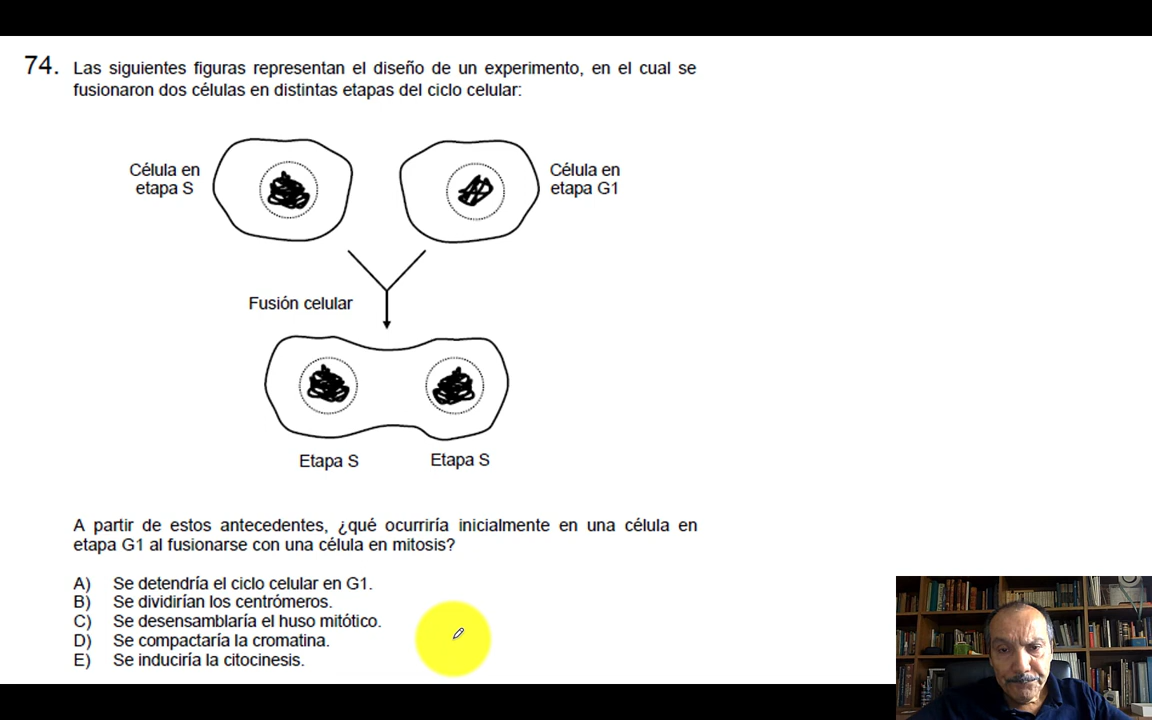 74. Las siguientes figuras representan el diseño de un experimento, en el cual se
fusionaron dos células en distintas etapas del ciclo celular:
Célula en
etapa S
Célula en
etapa G1
Fusión celular
Etapa S
Etapa S
A partir de estos antecedentes, ¿qué ocurriría inicialmente en una célula en
etapa G1 al fusionarse con una célula en mitosis?
A) Se detendría el ciclo celular en G1.
B) Se dividirían los centrómeros.
C) Se desensamblaría el huso mitótico.
D) Se compactaría la cromatina.
E) Se induciría la citocinesis.